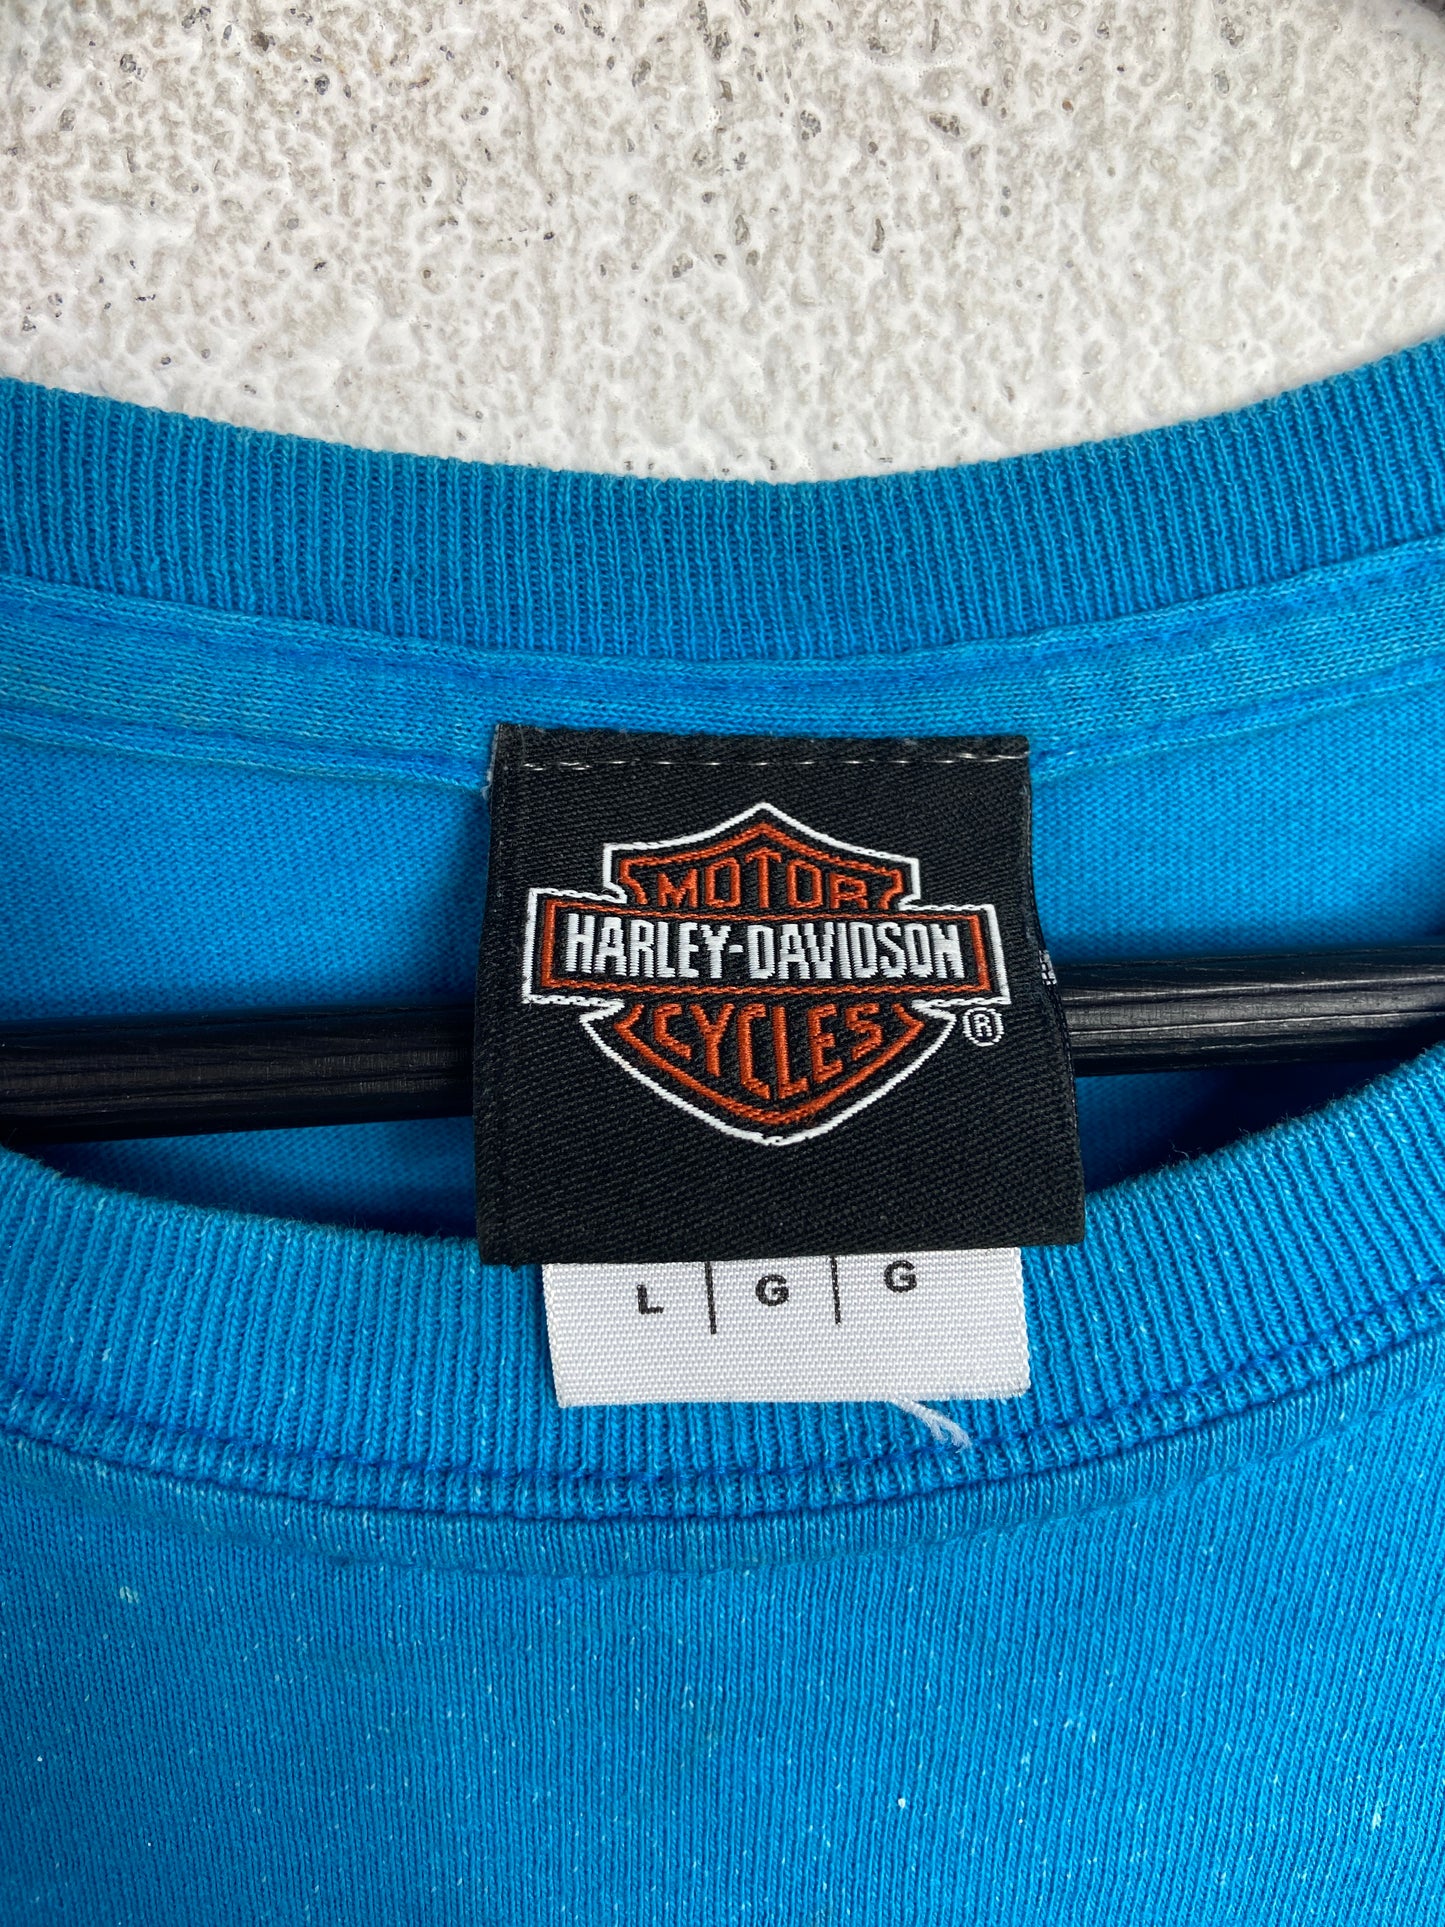 MOTOR
HARLEY-DAVIDSON
CYCLES
®
L | G | G